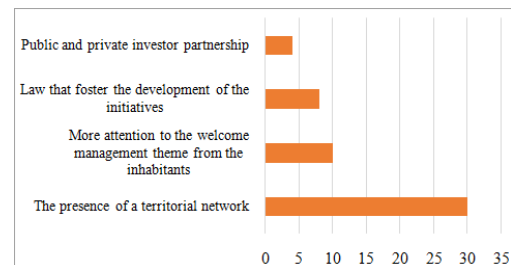 Public and private investor partnership
Law that foster the development of the
initiatives
More attention to the welcome
management theme from the
inhabitants
The presence of a territorial network
0 5 10 15 20 25 30 35